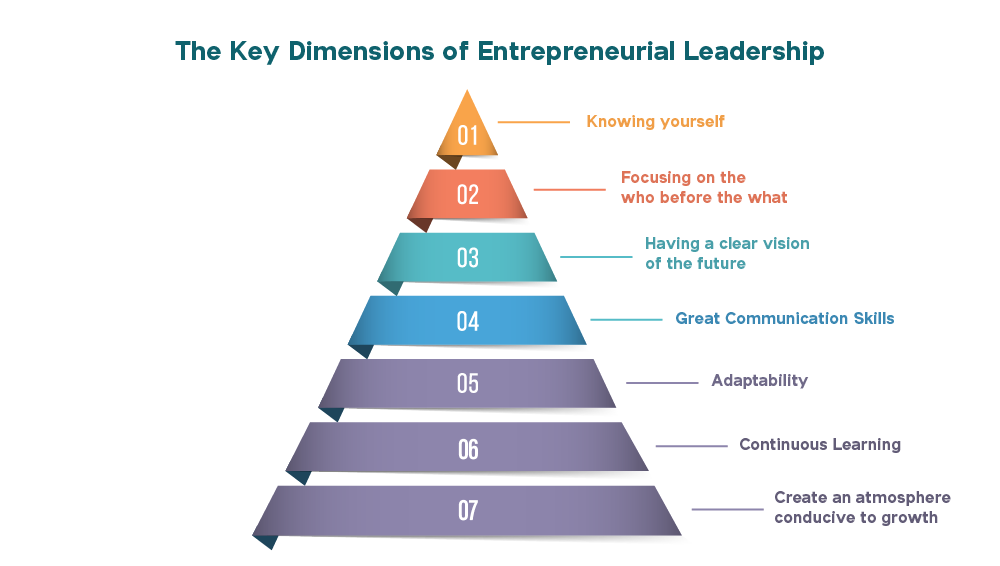 The Key Dimensions of Entrepreneurial Leadership
01
Knowing yourself
02
Focusing on the
who before the what
03
Having a clear vision
of the future
04
Great Communication Skills
05
Adaptability
06
Continuous Learning
07
Create an atmosphere
conducive to growth